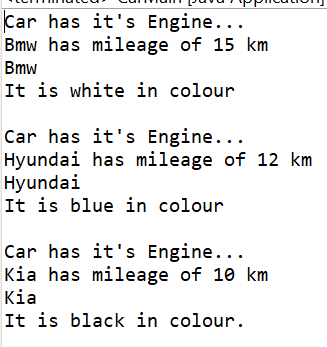 <terminated> CarMain [Java Application]
Car has it's Engine...
Bmw has mileage of 15 km
Bmw
It is white in colour
Car has it's Engine...
Hyundai has mileage of 12 km
Hyundai
It is blue in colour
Car has it's Engine...
Kia has mileage of 10 km
Kia
It is black in colour.